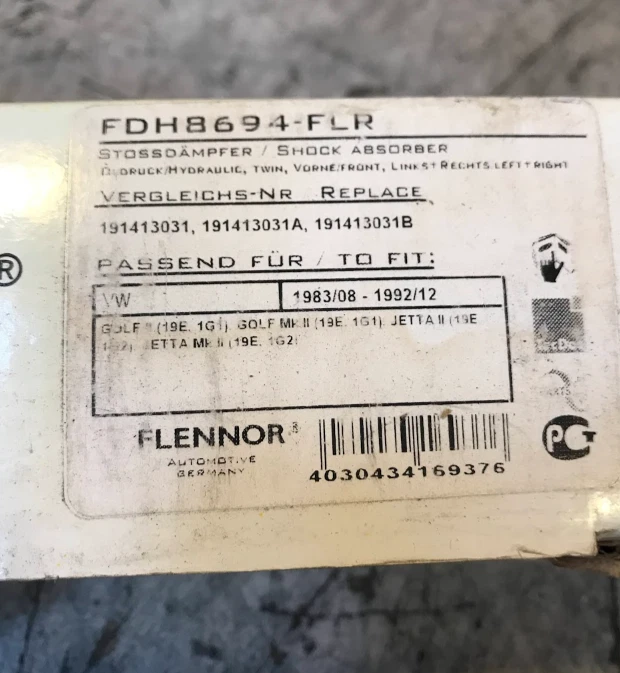 FDH8694-FLR
STOSSDÄMPFER / SHOCK ABSORBER
ÖLDRUCK/HYDRAULIC, TWIN, VORNE/FRONT, LINKS+RECHTS LEFT+RIGHT
VERGLEICHS-NR REPLACE
191413031, 191413031A, 191413031B
®
PASSEND FÜR / TO FIT:
VW 1983/08 - 1992/12
GOLF II (19E, 1G1), GOLF MK II (19E, 1G1), JETTA II (19E
1G2), JETTA MK II (19E, 1G2)
FLENNOR®
AUTOMOTIVE
GERMANY
4030434169376